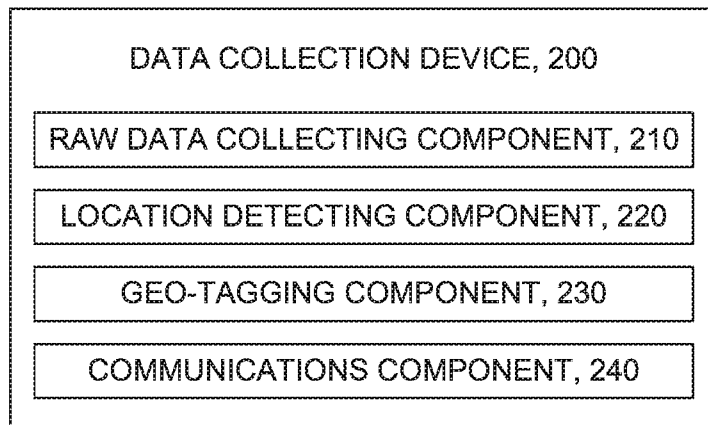 DATA COLLECTION DEVICE, 200
RAW DATA COLLECTING COMPONENT, 210
LOCATION DETECTING COMPONENT, 220
GEO-TAGGING COMPONENT, 230
COMMUNICATIONS COMPONENT, 240